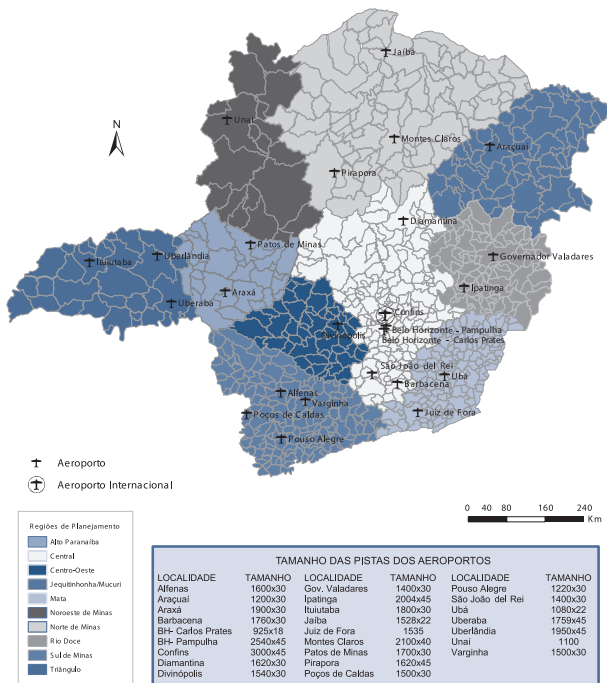 Jaíba
Unaí
N
Montes Claros
Araçuaí
Pirapora
Diamantina
Patos de Minas
Uberlândia
Governador Valadares
Ituiutaba
Ipatinga
Araxá
Uberaba
Confins
Belo Horizonte - Pampulha
Divinópolis
Belo Horizonte - Carlos Prates
São João del Rei
Ubá
Barbacena
Alfenas
Varginha
Poços de Caldas
Juiz de Fora
Pouso Alegre
Aeroporto
Aeroporto Internacional
0 40 80 160 240
Km
Regiões de Planejamento
Alto Paranaíba
Central
Centro-Oeste
Jequitinhonha/Mucuri
Mata
Noroeste de Minas
Norte de Minas
Rio Doce
Sul de Minas
Triângulo
TAMANHO DAS PISTAS DOS AEROPORTOS
LOCALIDADE TAMANHO LOCALIDADE TAMANHO LOCALIDADE TAMANHO
Alfenas 1600x30 Gov. Valadares 1400x30 Pouso Alegre 1220x30
Araçuaí 1200x30 Ipatinga 2004x45 São João del Rei 1400x30
Araxá 1900x30 Ituiutaba 1800x30 Ubá 1080x22
Barbacena 1760x30 Jaíba 1528x22 Uberaba 1759x45
BH- Carlos Prates 925x18 Juiz de Fora 1535 Uberlândia 1950x45
BH- Pampulha 2540x45 Montes Claros 2100x40 Unaí 1100
Confins 3000x45 Patos de Minas 1700x30 Varginha 1500x30
Diamantina 1620x30 Pirapora 1620x45
Divinópolis 1540x30 Poços de Caldas 1500x30